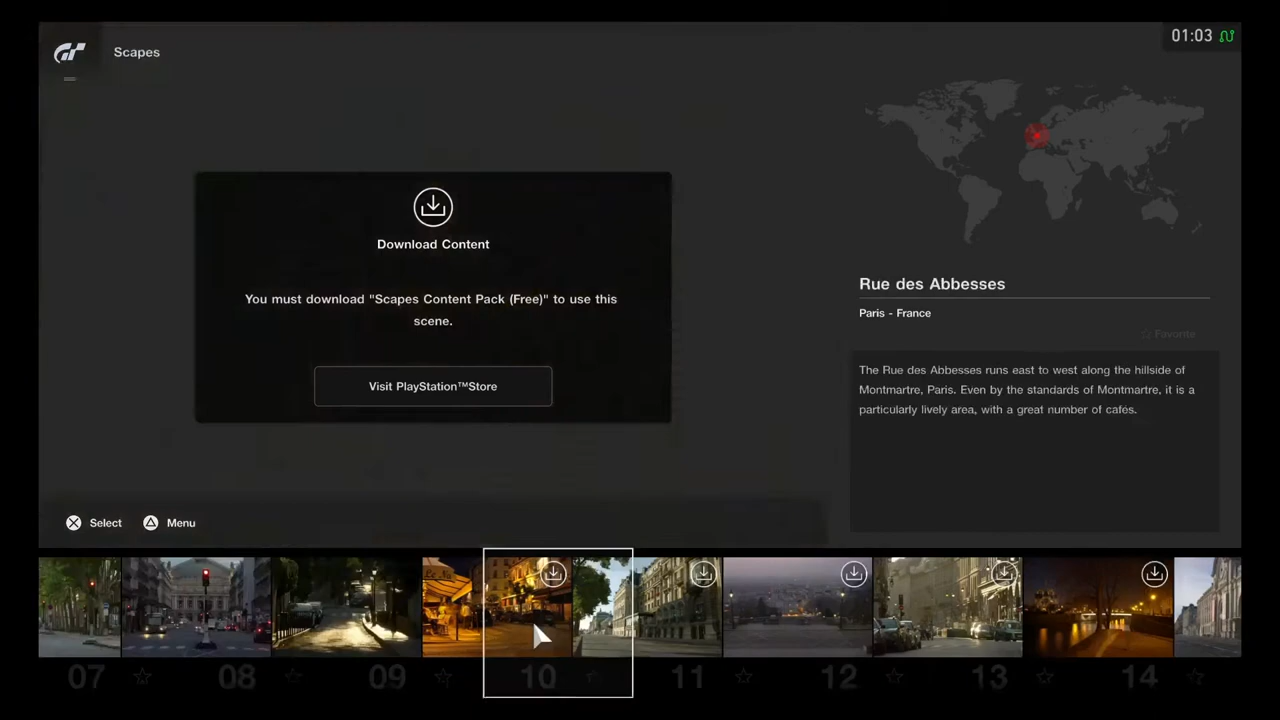 Scapes
01:03
Download Content
You must download "Scapes Content Pack (Free)" to use this
scene.
Visit PlayStation™Store
Rue des Abbesses
Paris - France
Favorite
The Rue des Abbesses runs east to west along the hillside of
Montmartre, Paris. Even by the standards of Montmartre, it is a
particularly lively area, with a great number of cafés.
Select Menu
07 08 09 10 11 12 13 14